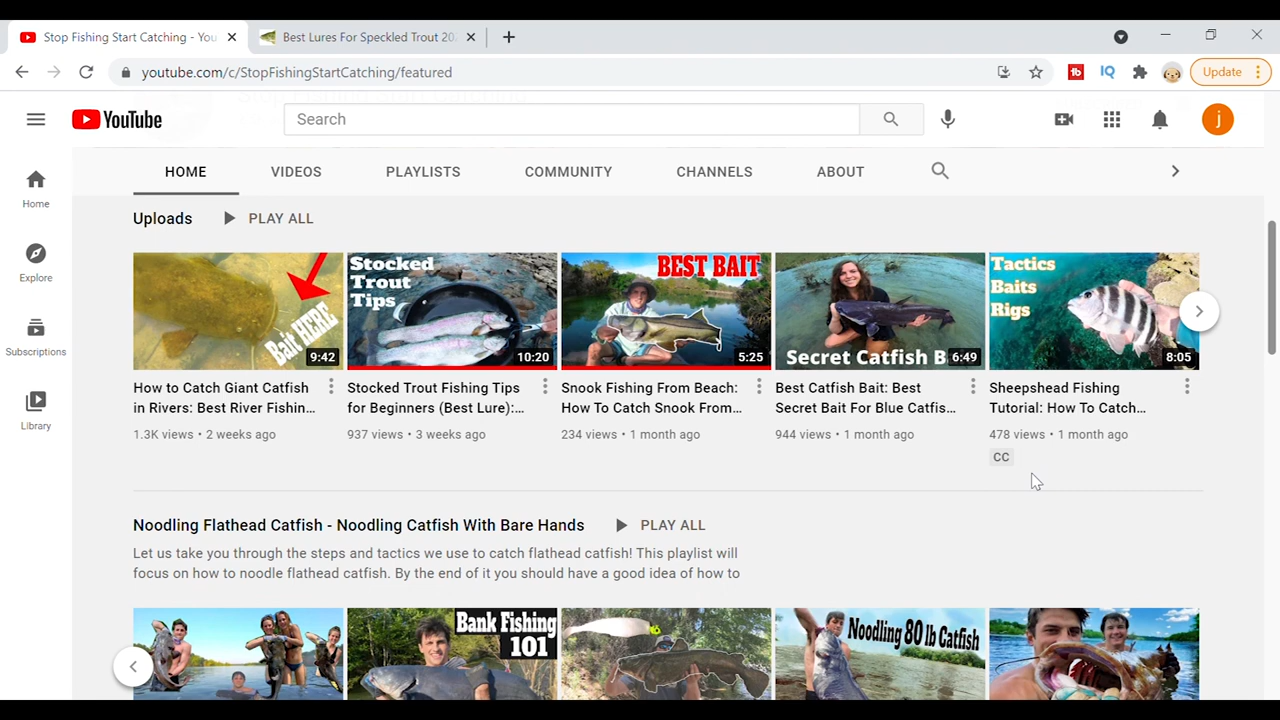 Stop Fishing Start Catching - You
Best Lures For Speckled Trout 20
youtube.com/c/StopFishingStartCatching/featured
Update
YouTube
Search
j
HOME
VIDEOS
PLAYLISTS
COMMUNITY
CHANNELS
ABOUT
Home
Explore
Subscriptions
Library
Uploads
PLAY ALL
Bait HERE
9:42
Stocked
Trout
Tips
10:20
BEST BAIT
5:25
Secret Catfish B
6:49
Tactics
Baits
Rigs
8:05
How to Catch Giant Catfish
in Rivers: Best River Fishin...
1.3K views • 2 weeks ago
Stocked Trout Fishing Tips
for Beginners (Best Lure):...
937 views • 3 weeks ago
Snook Fishing From Beach:
How To Catch Snook From...
234 views • 1 month ago
Best Catfish Bait: Best
Secret Bait For Blue Catfis...
944 views • 1 month ago
Sheepshead Fishing
Tutorial: How To Catch...
478 views • 1 month ago
CC
Noodling Flathead Catfish - Noodling Catfish With Bare Hands
PLAY ALL
Let us take you through the steps and tactics we use to catch flathead catfish! This playlist will
focus on how to noodle flathead catfish. By the end of it you should have a good idea of how to
Bank Fishing
101
Noodling 80 lb Catfish